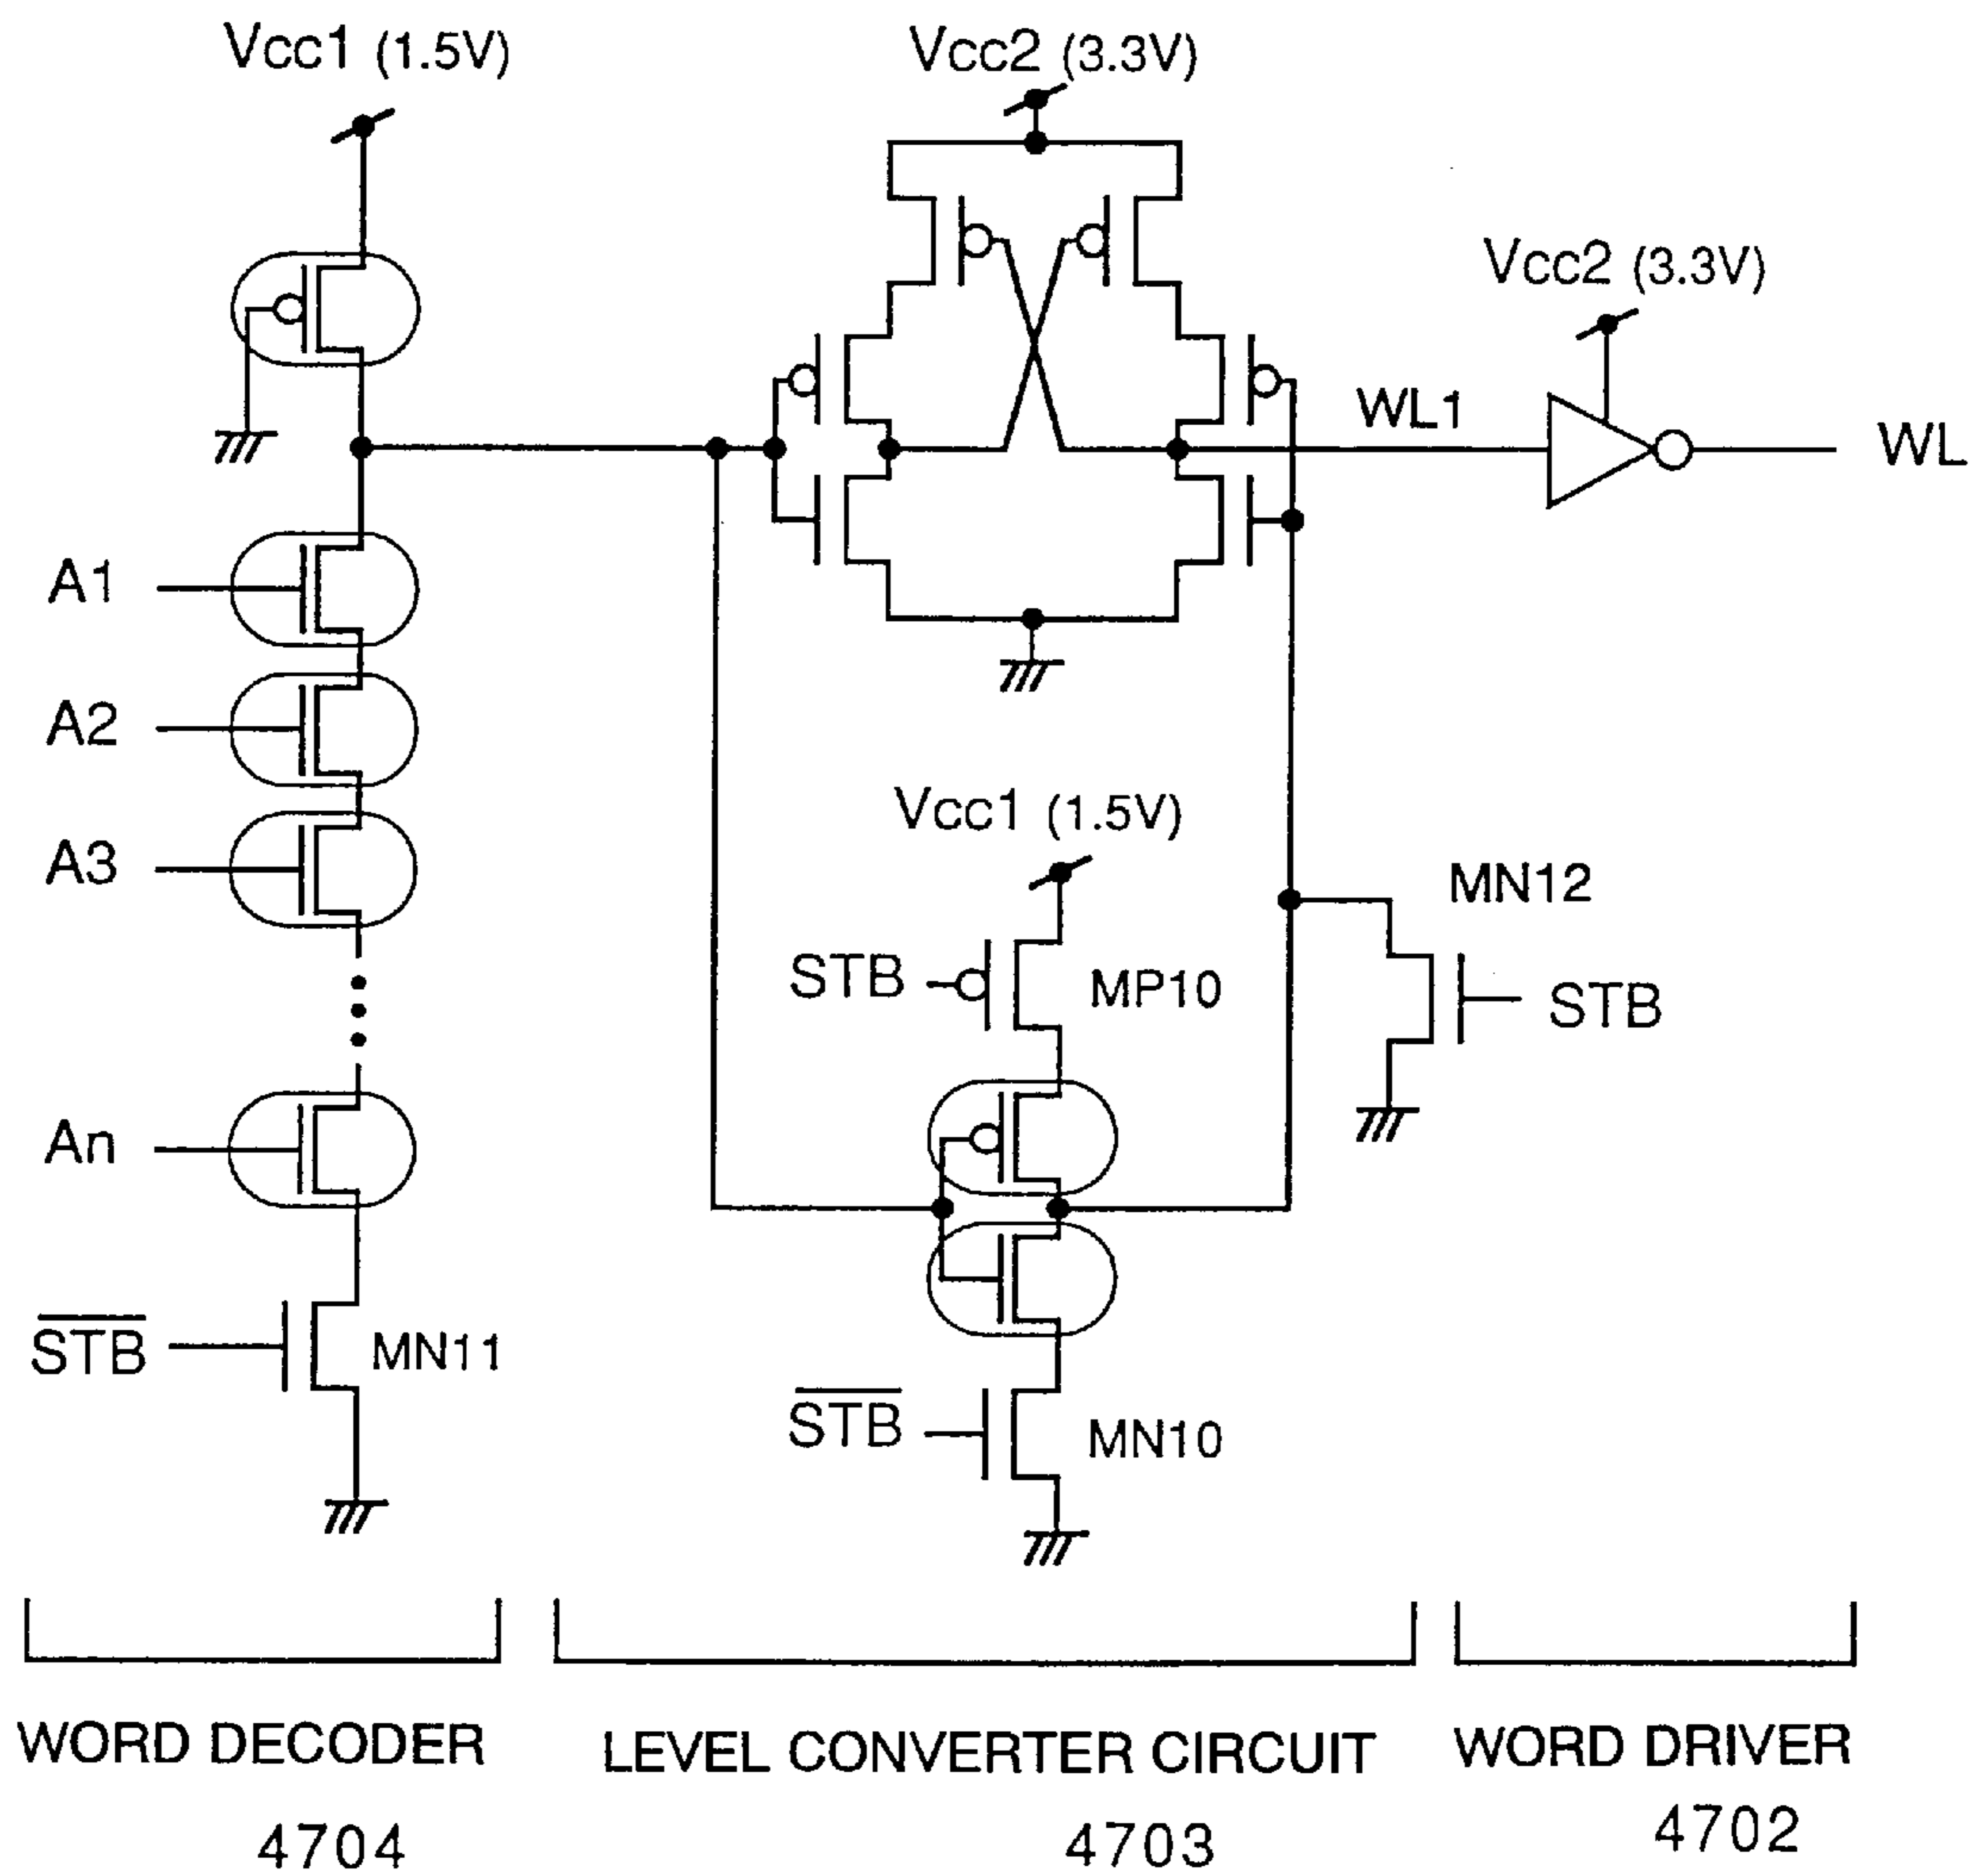 Vcc1 (1.5V)
Vcc2 (3.3V)
Vcc2 (3.3V)
WL1
WL
A1
A2
A3
An
Vcc1 (1.5V)
MN12
STB
MP10
STB
STB
MN11
STB
MN10
WORD DECODER
4704
LEVEL CONVERTER CIRCUIT
4703
WORD DRIVER
4702